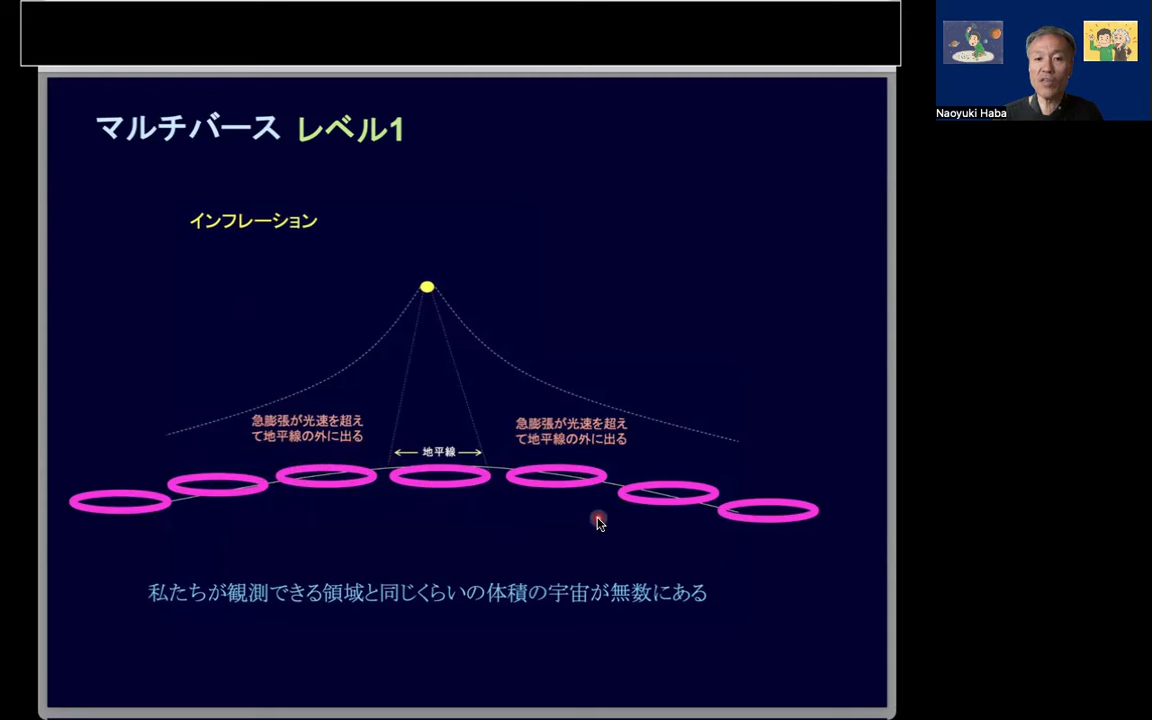 マルチバース レベル1
インフレーション
急膨張が光速を超え
て地平線の外に出る
急膨張が光速を超え
て地平線の外に出る
地平線
私たちが観測できる領域と同じくらいの体積の宇宙が無数にある
Naoyuki Haba